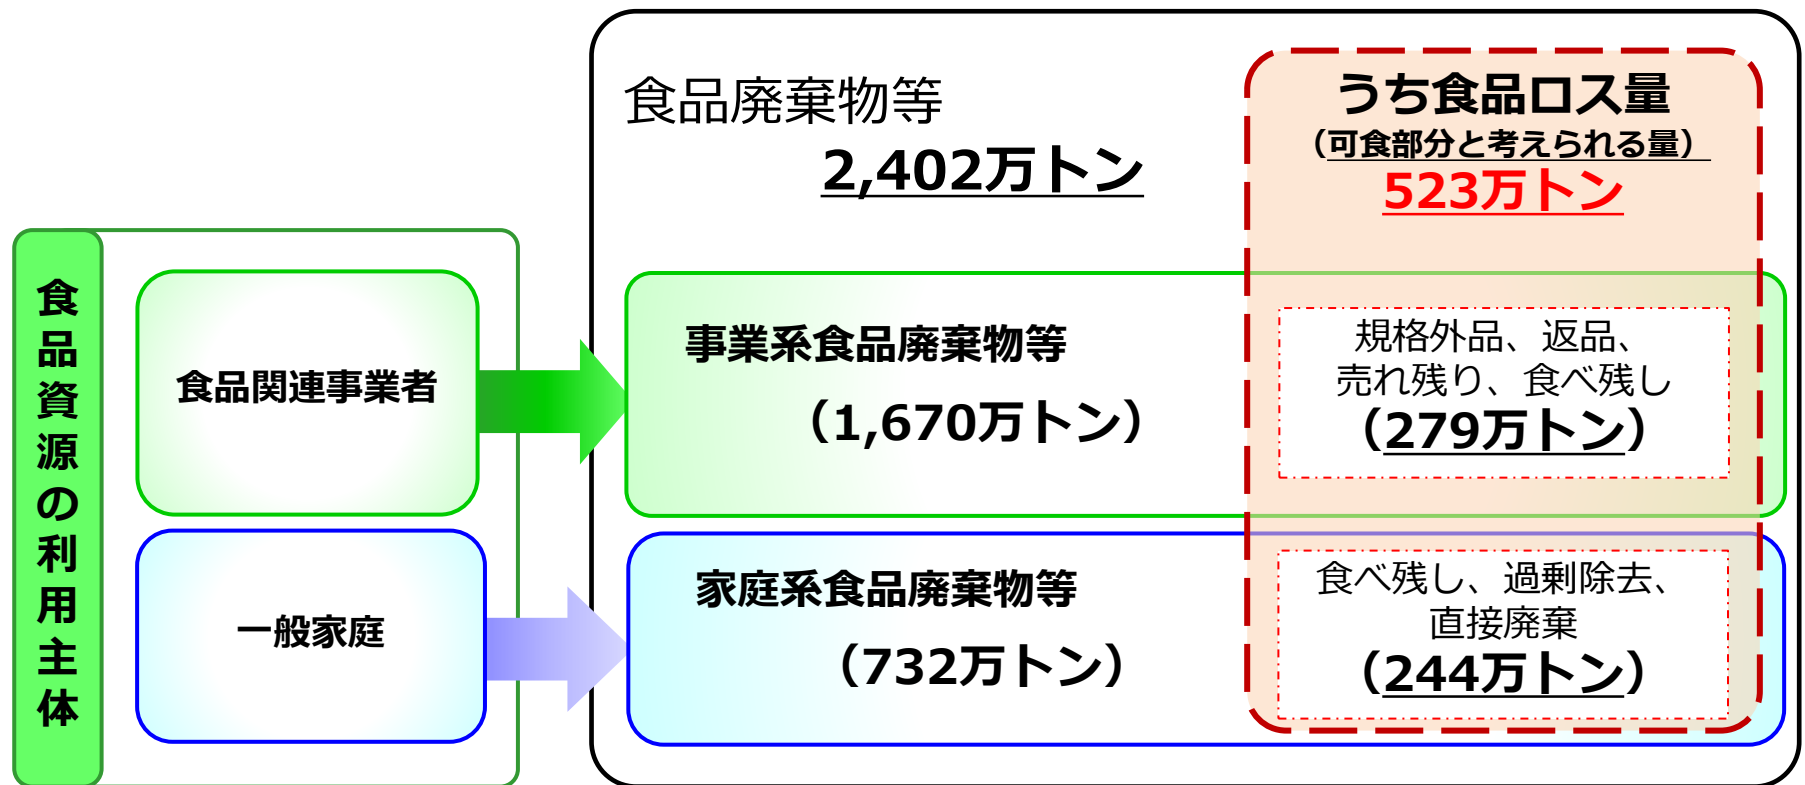 食品廃棄物等
2,402万トン
うち食品ロス量
（可食部分と考えられる量）
523万トン
食品資源の利用主体
食品関連事業者
事業系食品廃棄物等
（1,670万トン）
規格外品、返品、
売れ残り、食べ残し
（279万トン）
一般家庭
家庭系食品廃棄物等
（732万トン）
食べ残し、過剰除去、
直接廃棄
（244万トン）